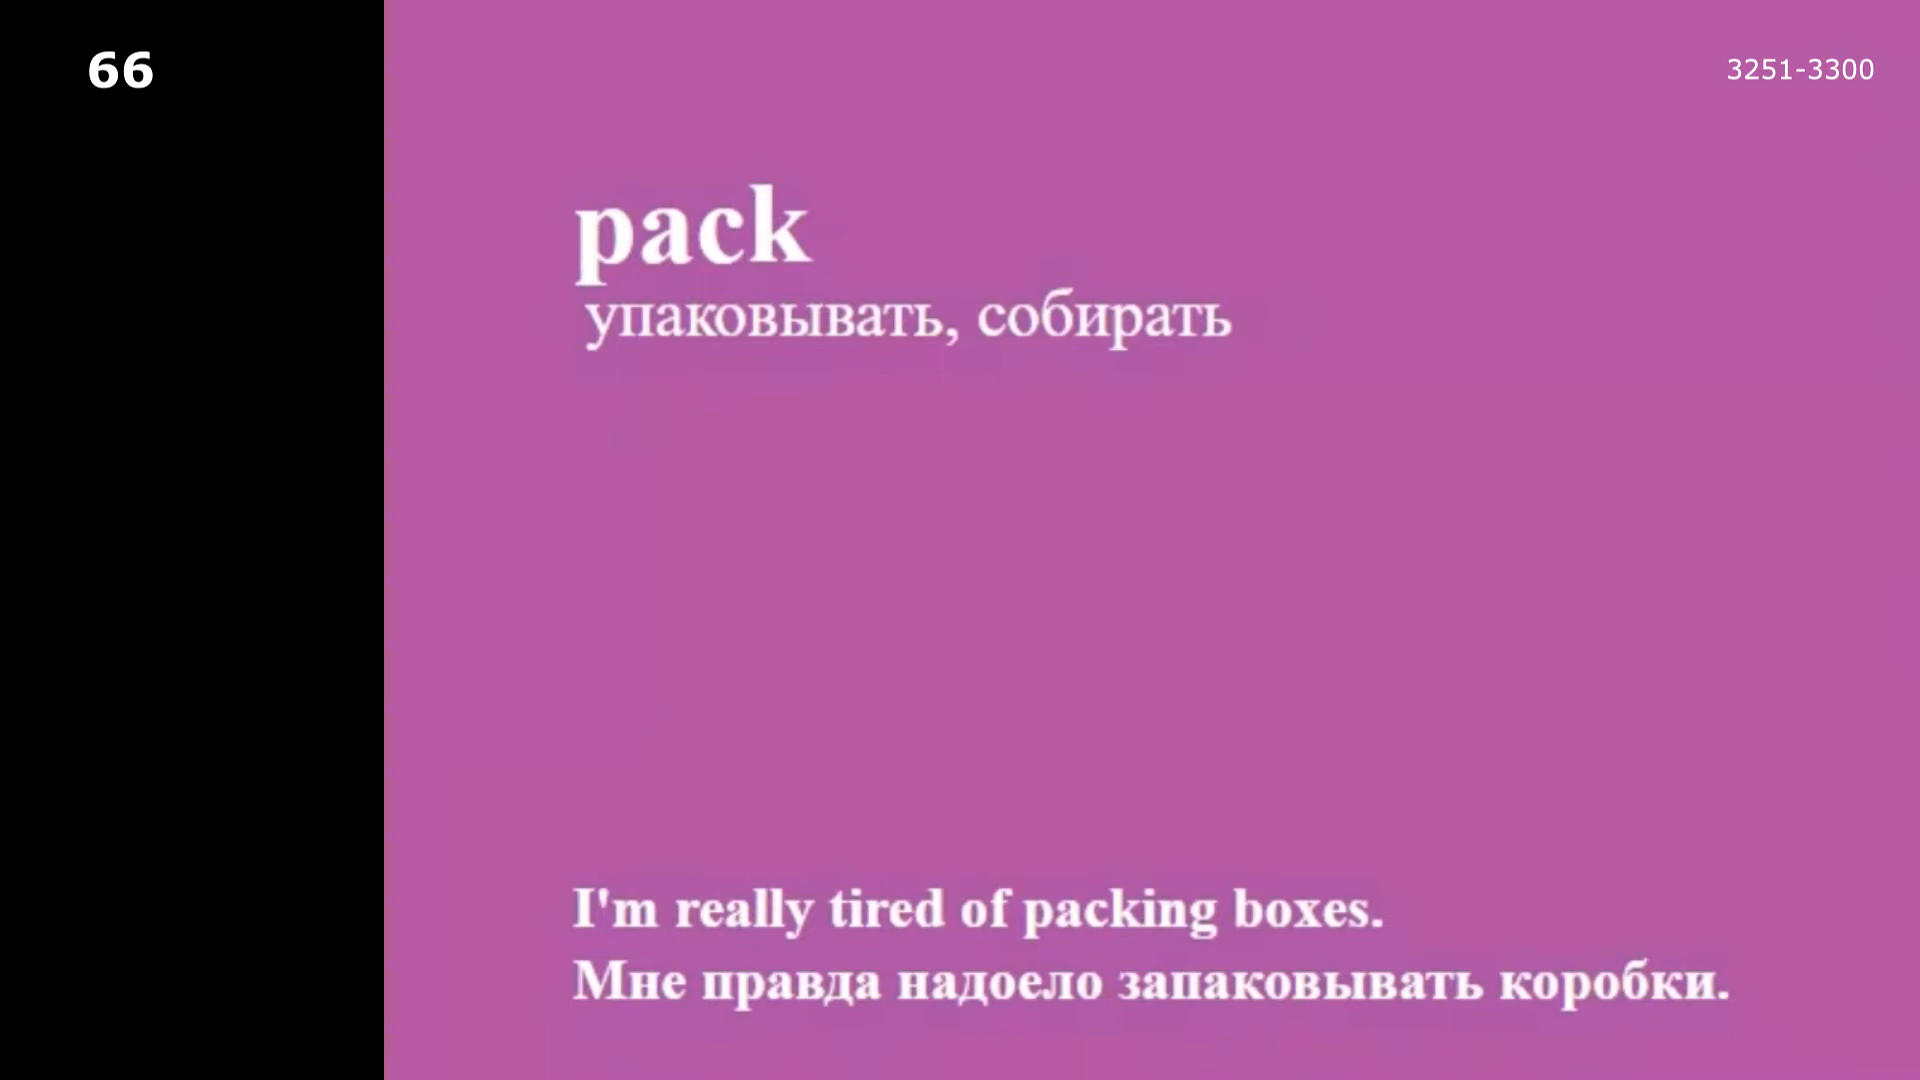 66
3251-3300
pack
упаковывать, собирать
I'm really tired of packing boxes.
Мне правда надоело запаковывать коробки.